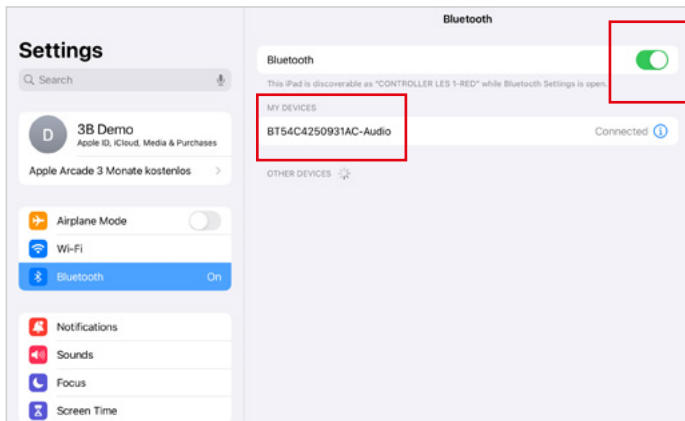 Settings
Search
D
3B Demo
Apple ID, iCloud, Media & Purchases
Apple Arcade 3 Monate kostenlos
Airplane Mode
Wi-Fi
Bluetooth On
Notifications
Sounds
Focus
Screen Time
Bluetooth
Bluetooth
This iPad is discoverable as "CONTROLLER LES 1-RED" while Bluetooth Settings is open.
MY DEVICES
BT54C4250931AC-Audio Connected
OTHER DEVICES